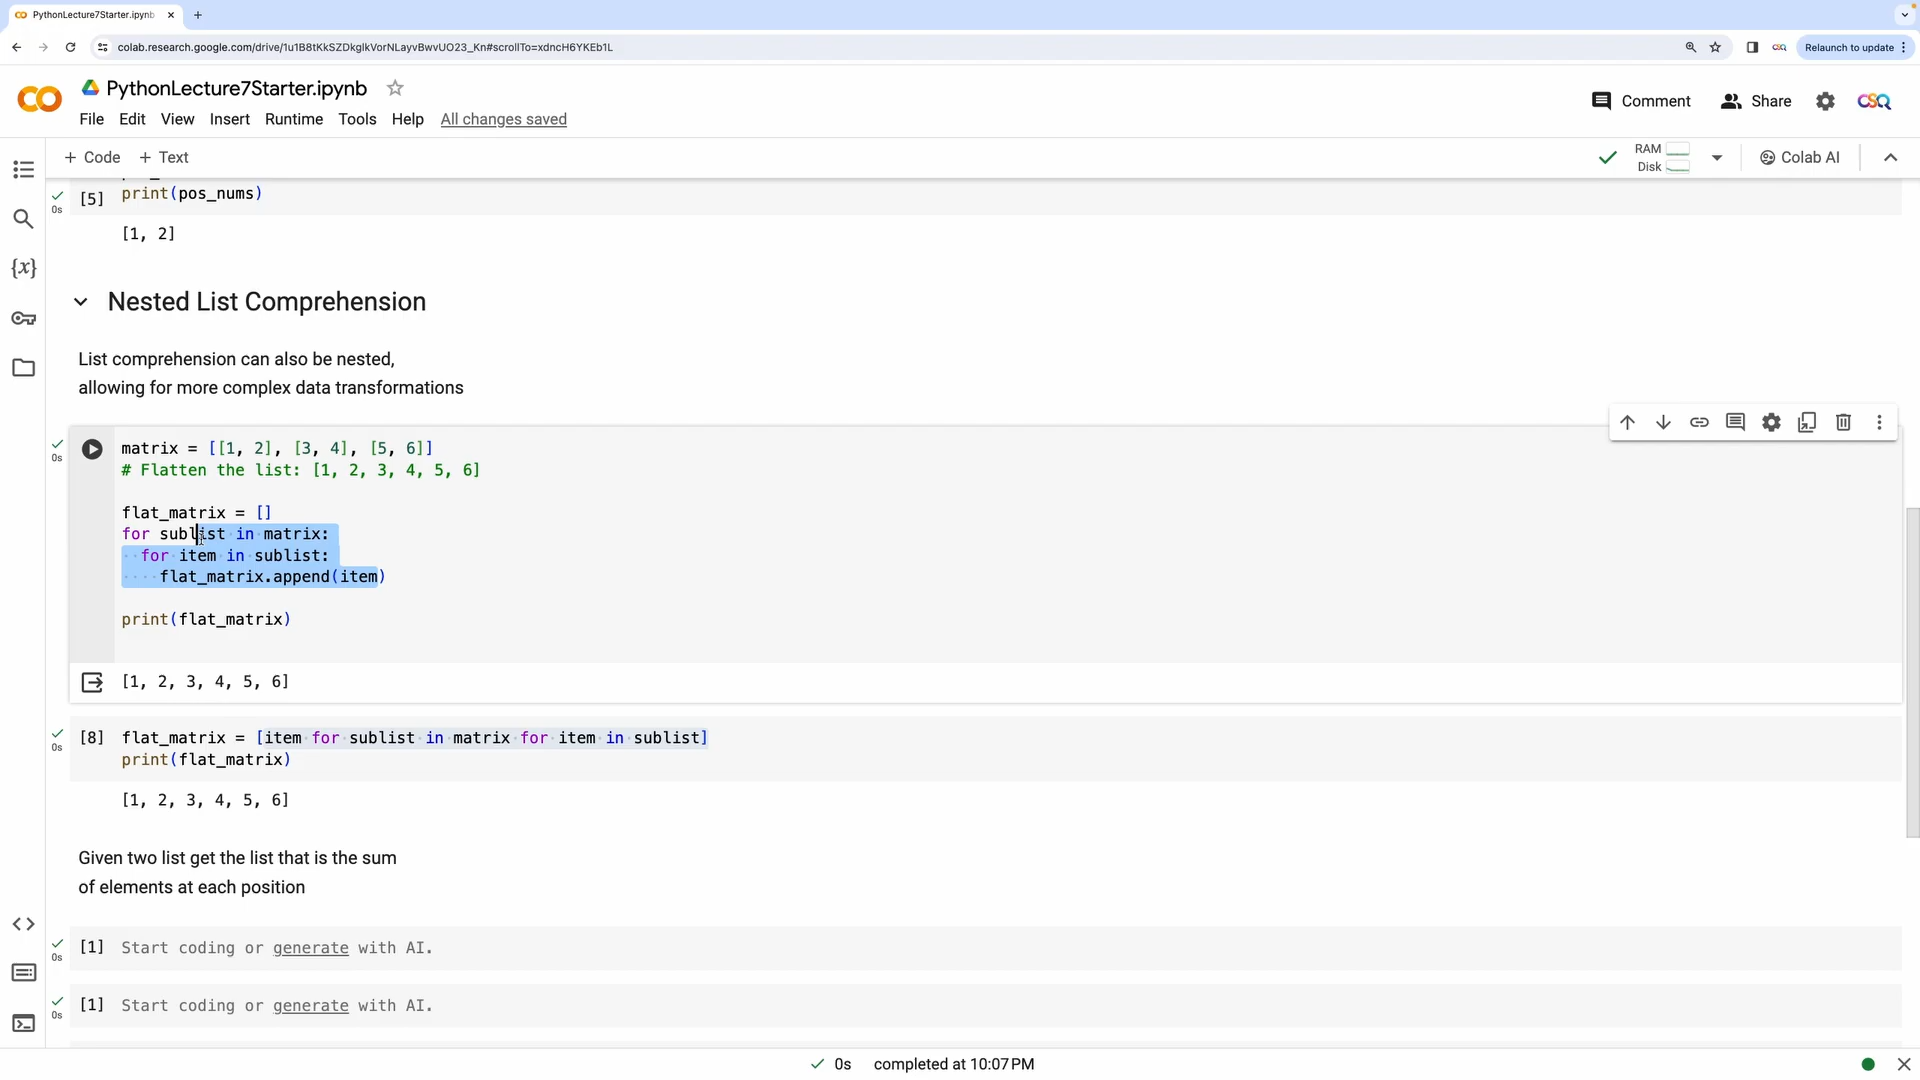 PythonLecture7Starter.ipynb
colab.research.google.com/drive/1u1B8tKkSZDkglkVorNLayvBwvUO23_Kn#scrollTo=xdncH6YKEb1L
Relaunch to update
PythonLecture7Starter.ipynb
Comment
Share
CSQ
File Edit View Insert Runtime Tools Help All changes saved
+ Code + Text
RAM
Disk
Colab AI
0s
[5]
print(pos_nums)
[1, 2]
{x}
Nested List Comprehension
List comprehension can also be nested,
allowing for more complex data transformations
0s
matrix = [[1, 2], [3, 4], [5, 6]]
# Flatten the list: [1, 2, 3, 4, 5, 6]
flat_matrix = []
for sublist in matrix:
  for item in sublist:
    flat_matrix.append(item)
print(flat_matrix)
[1, 2, 3, 4, 5, 6]
0s
[8] flat_matrix = [item for sublist in matrix for item in sublist]
print(flat_matrix)
[1, 2, 3, 4, 5, 6]
Given two list get the list that is the sum
of elements at each position
0s
[1] Start coding or generate with AI.
0s
[1] Start coding or generate with AI.
0s completed at 10:07 PM